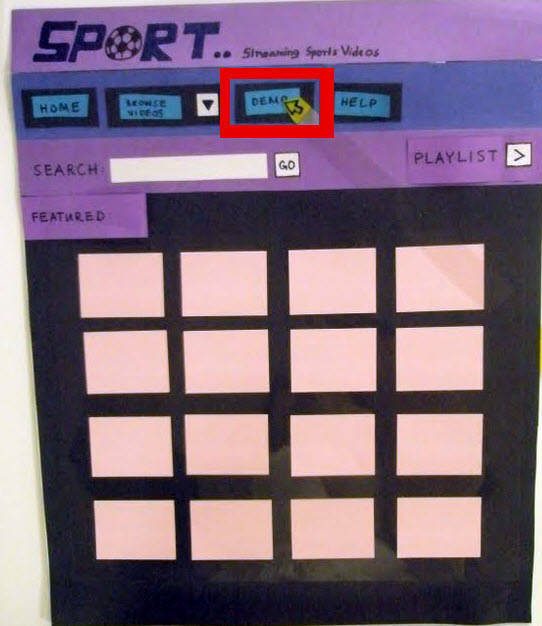 SPORT.. Streaming Sports Videos
HOME
BROWSE
VIDEOS
DEMO
HELP
SEARCH:
GO
PLAYLIST >
FEATURED: